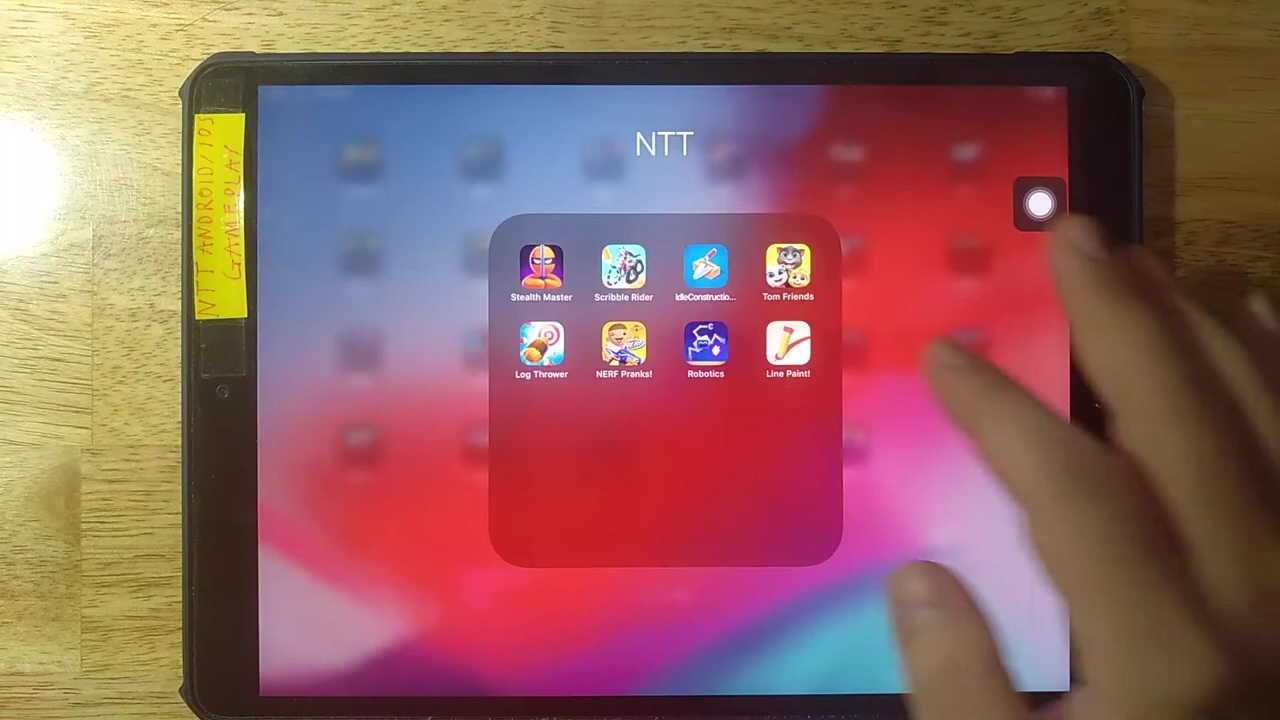 NTT ANDROID/IOS
GAMEPLAY
NTT
Stealth Master
Scribble Rider
IdleConstructio...
Tom Friends
Log Thrower
NERF Pranks!
Robotics
Line Paint!
NERF